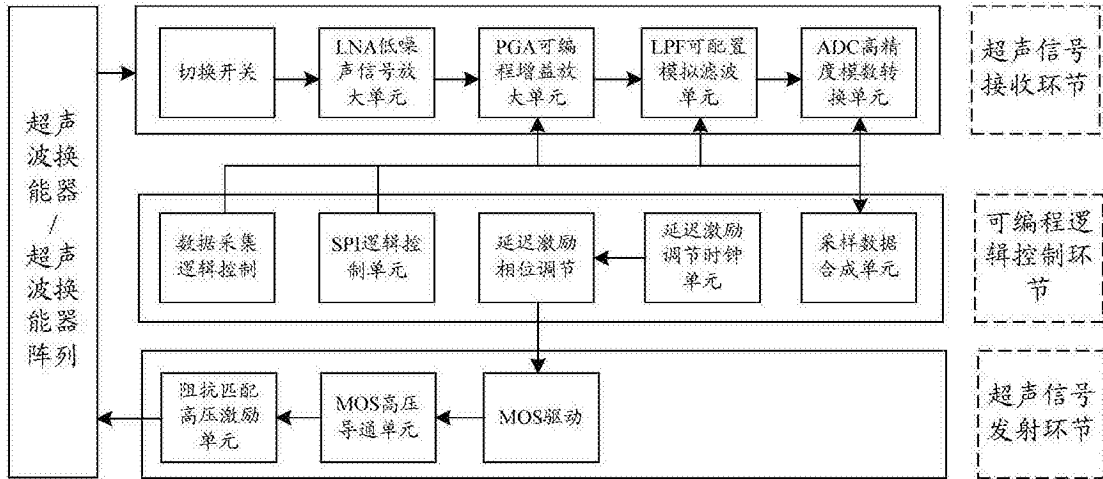 超声
波换
能器
/
超声
波换
能器
阵列
切换开关
LNA低噪
声信号放
大单元
PGA可编
程增益放
大单元
LPF可配置
模拟滤波
单元
ADC高精
度模数转
换单元
超声信号
接收环节
数据采集
逻辑控制
SPI逻辑控
制单元
延迟激励
相位调节
延迟激励
调节时钟
单元
采样数据
合成单元
可编程逻
辑控制环
节
阻抗匹配
高压激励
单元
MOS高压
导通单元
MOS驱动
超声信号
发射环节